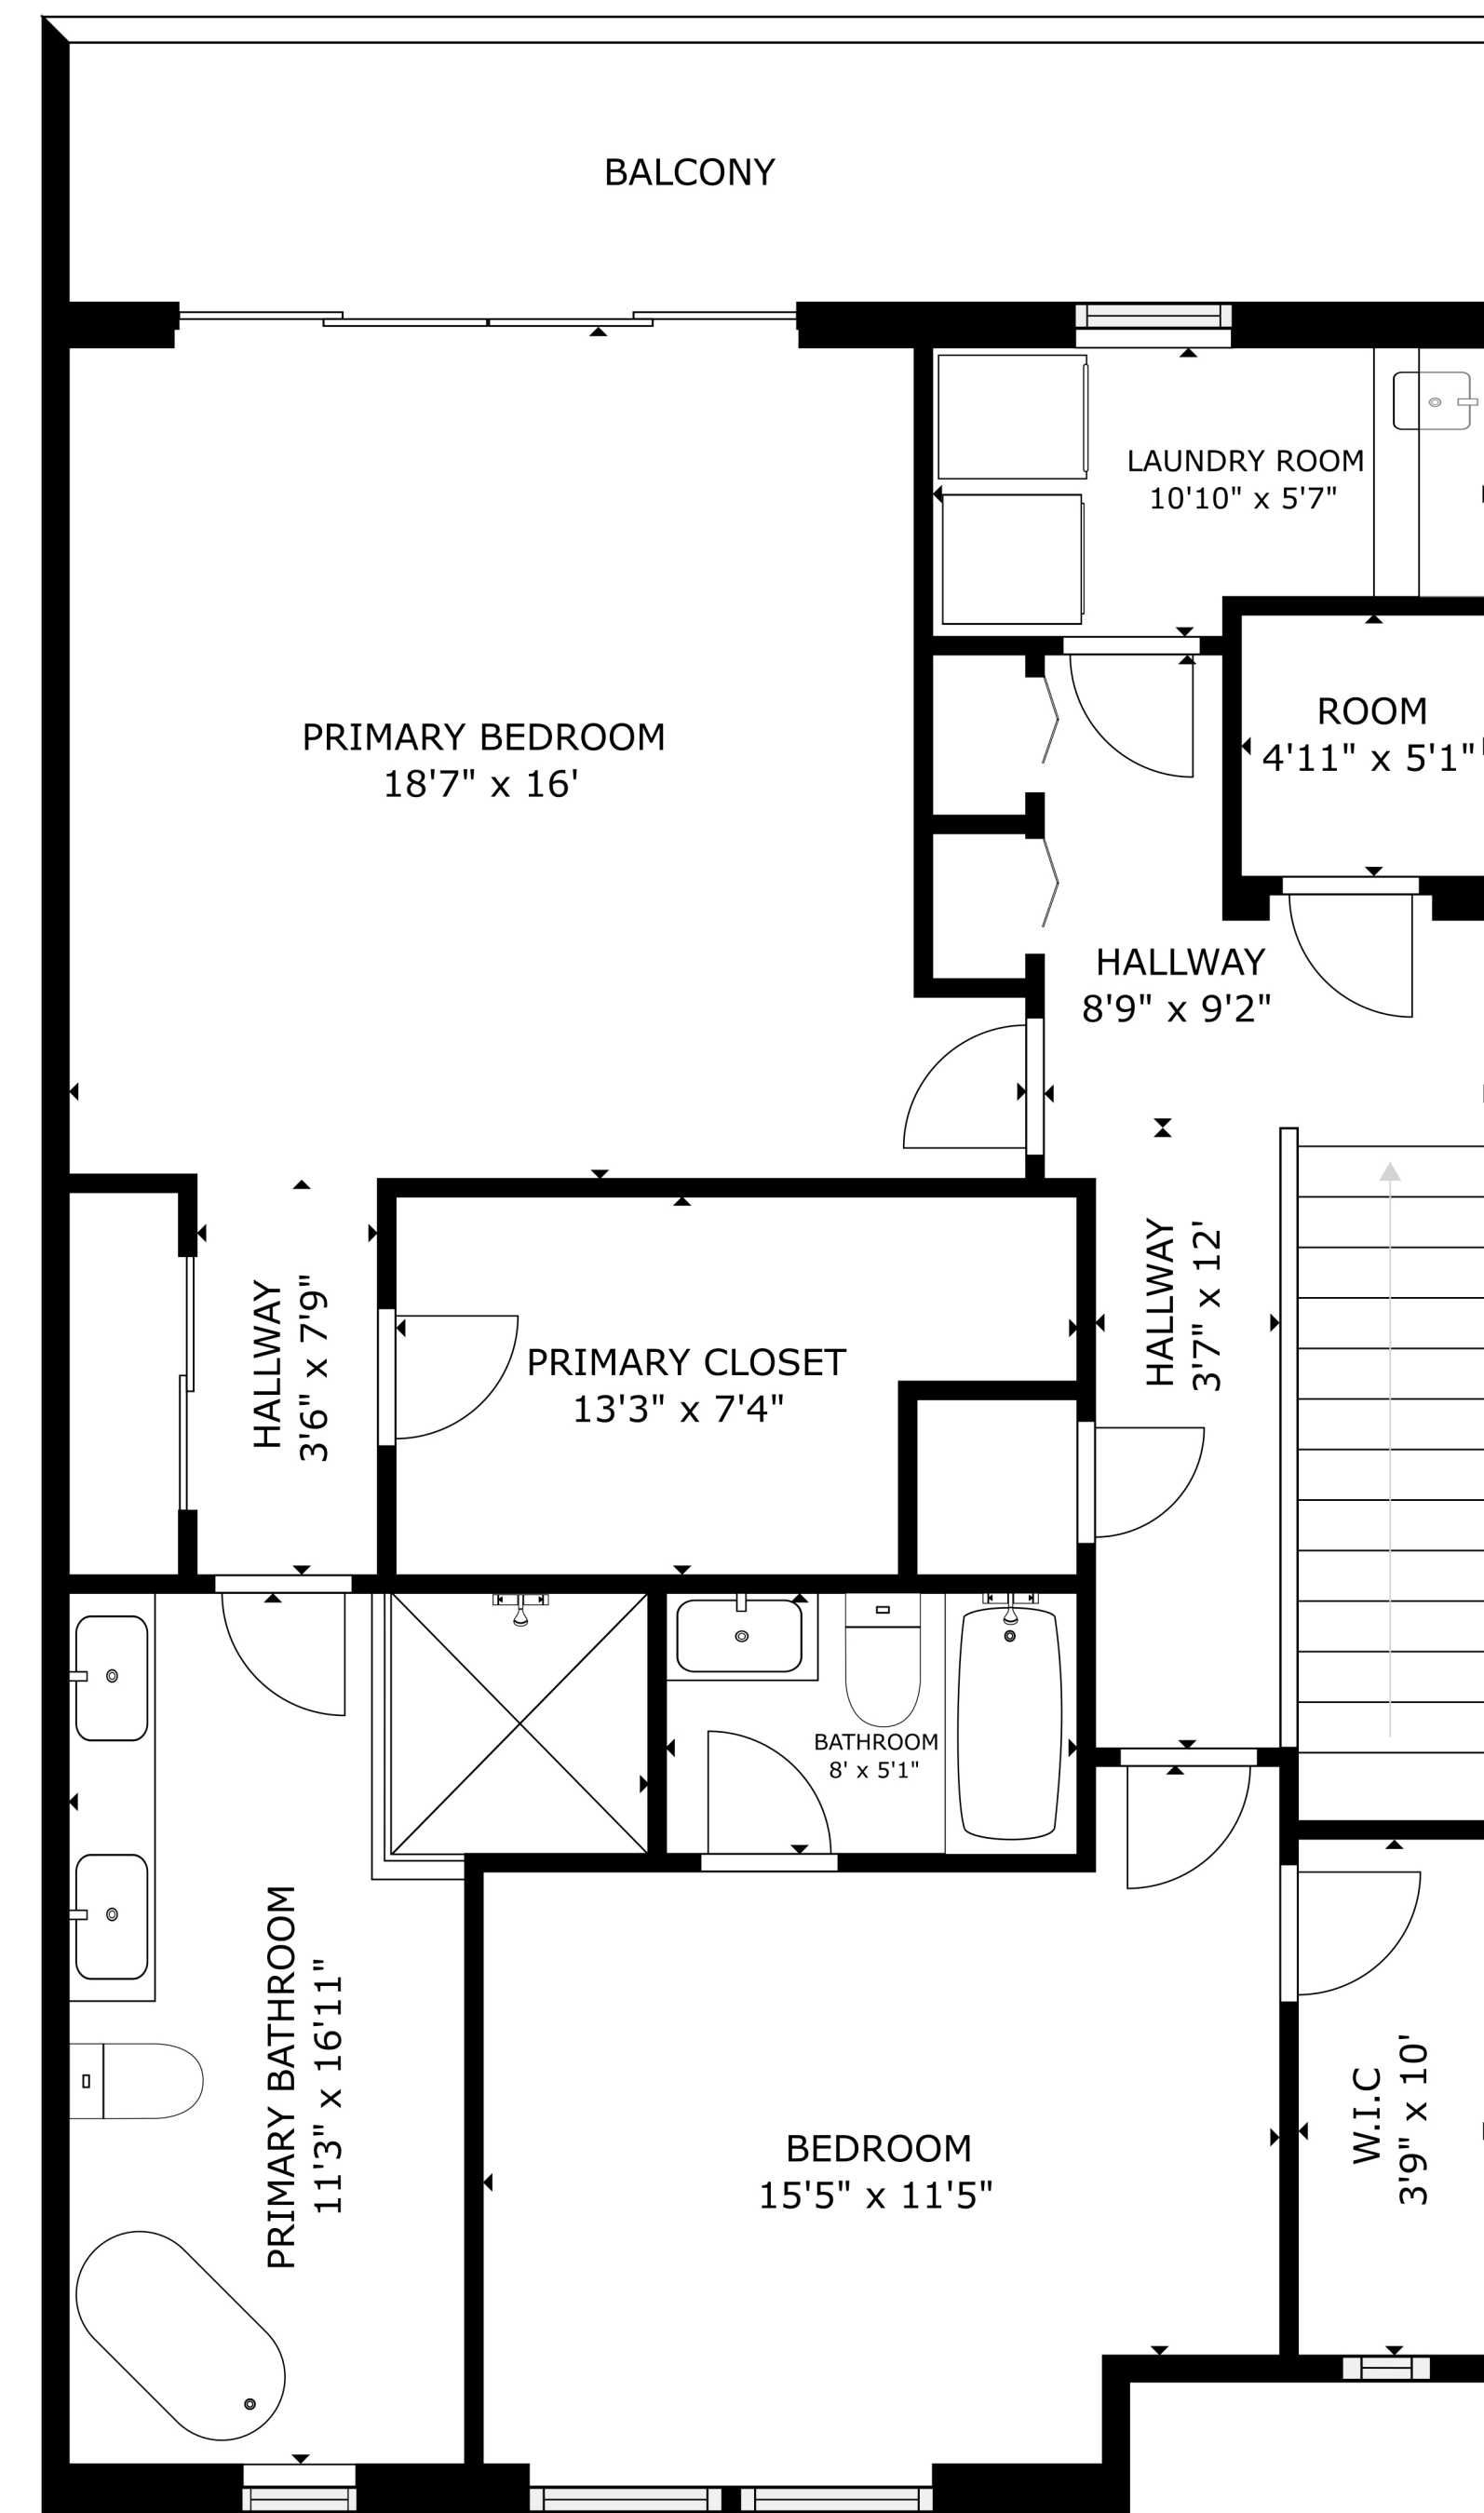 BALCONY
LAUNDRY ROOM
10'10" x 5'7"
PRIMARY BEDROOM
18'7" x 16'
ROOM
4'11" x 5'1"
HALLWAY
8'9" x 9'2"
HALLWAY
3'6" x 7'9"
PRIMARY CLOSET
13'3" x 7'4"
HALLWAY
3'7" x 12'
BATHROOM
8' x 5'1"
PRIMARY BATHROOM
11'3" x 16'11"
BEDROOM
15'5" x 11'5"
W.I.C
3'9" x 10'